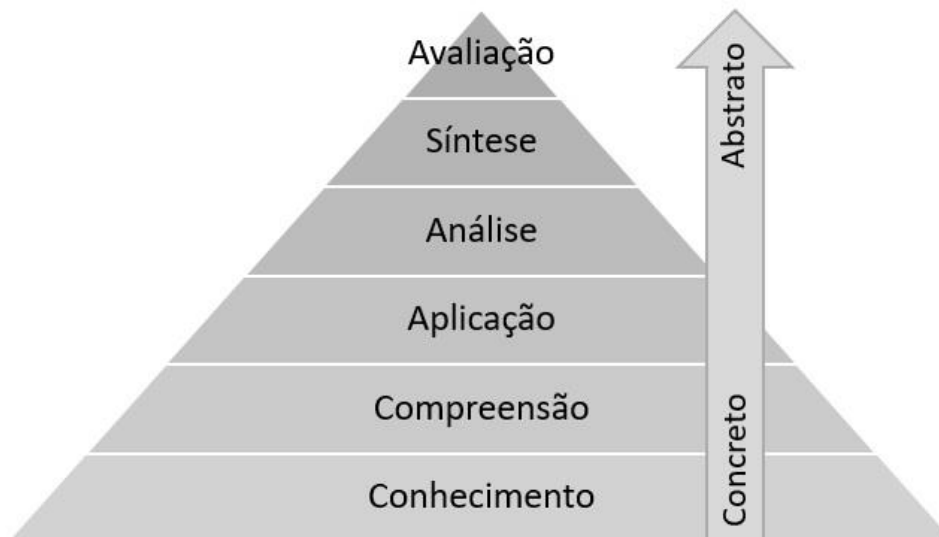 Avaliação
Síntese
Análise
Aplicação
Compreensão
Conhecimento
Abstrato
Concreto